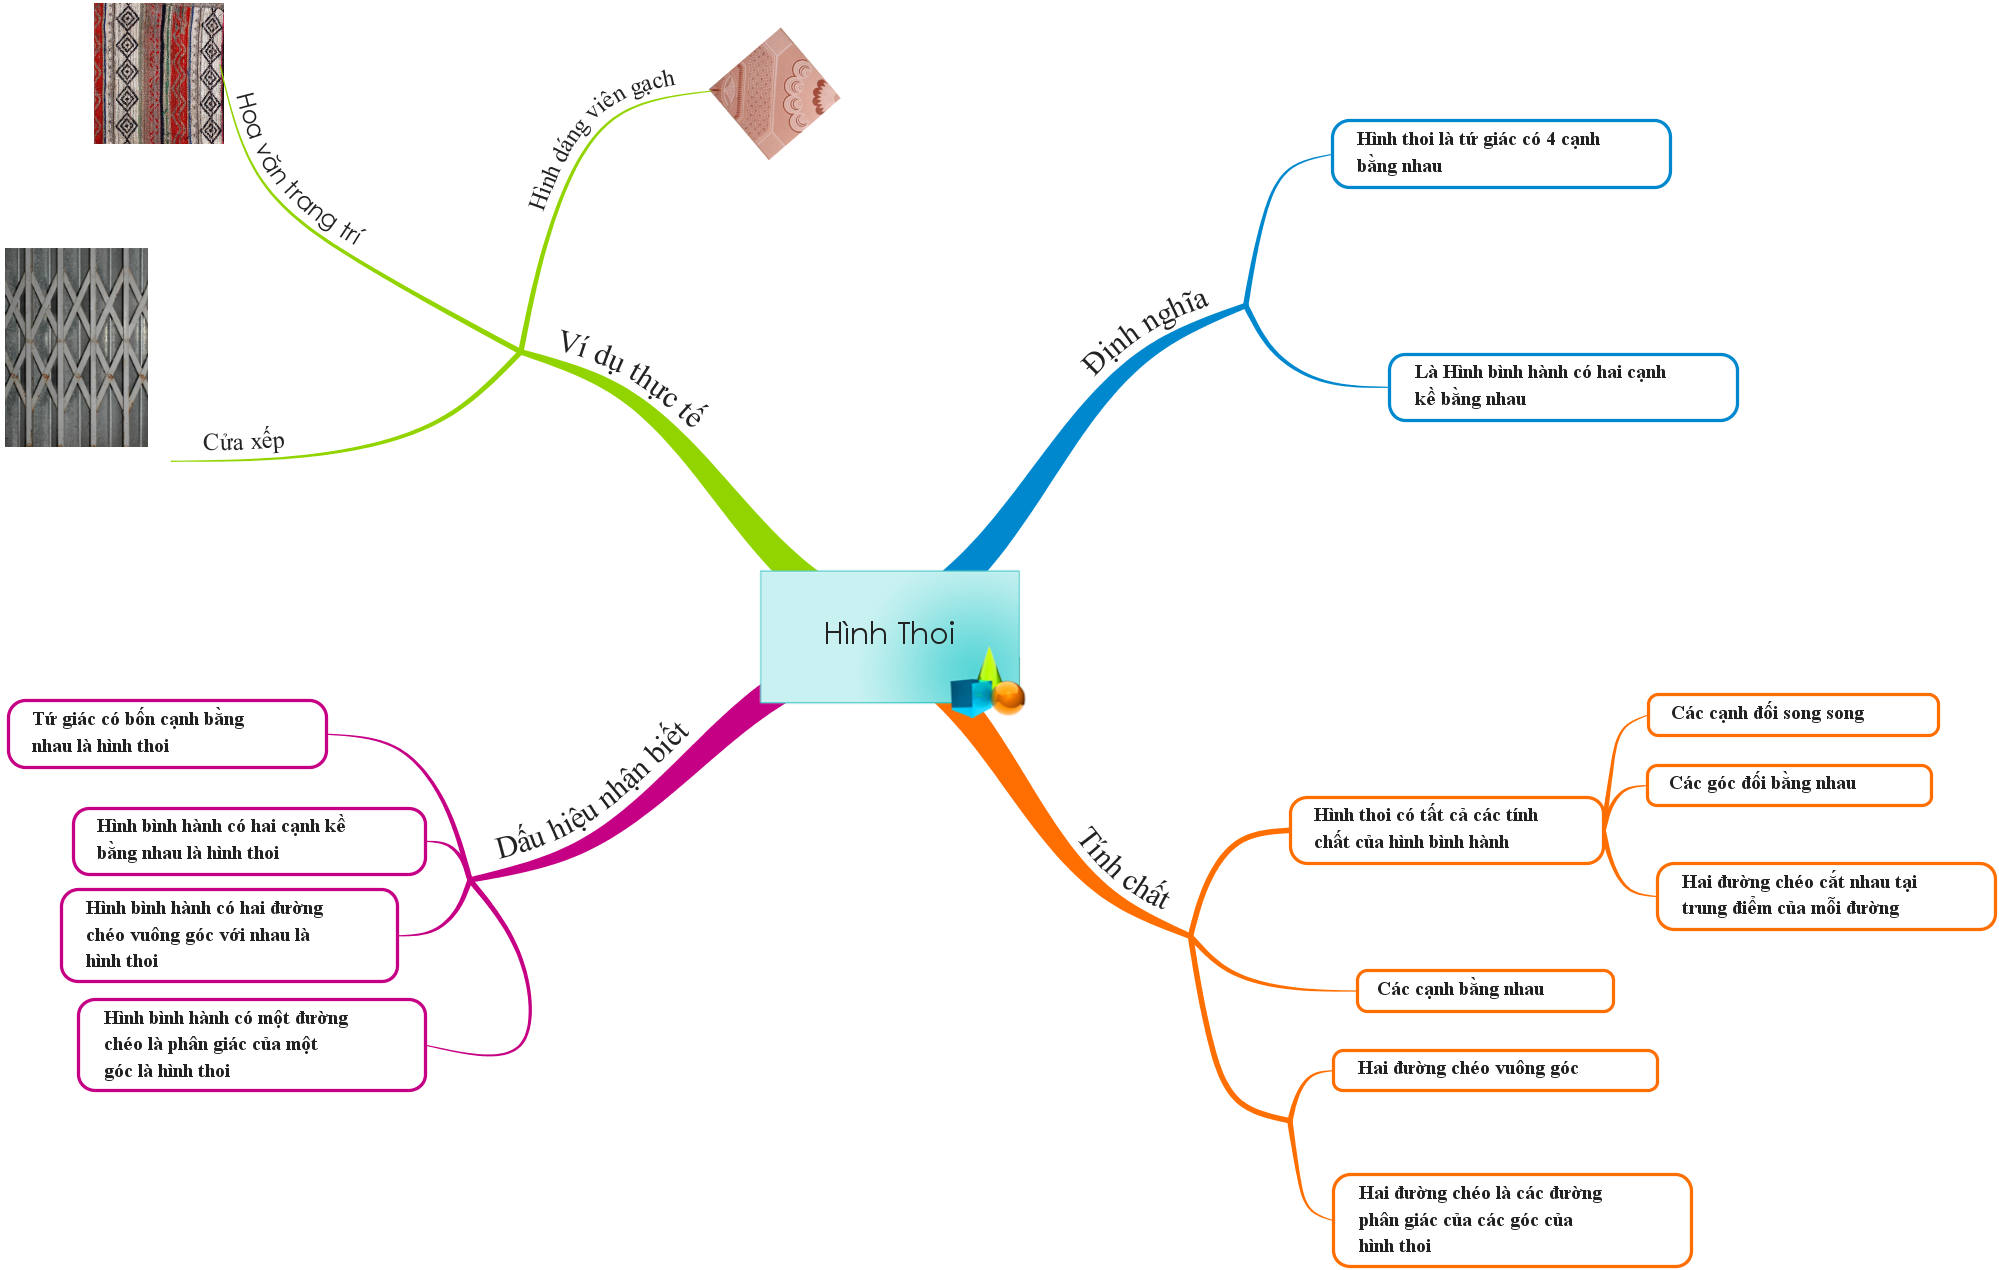 Hình Thoi
Định nghĩa
Hình thoi là tứ giác có 4 cạnh
bằng nhau
Là Hình bình hành có hai cạnh
kề bằng nhau
Tính chất
Hình thoi có tất cả các tính
chất của hình bình hành
Các cạnh đối song song
Các góc đối bằng nhau
Hai đường chéo cắt nhau tại
trung điểm của mỗi đường
Các cạnh bằng nhau
Hai đường chéo vuông góc
Hai đường chéo là các đường
phân giác của các góc của
hình thoi
Dấu hiệu nhận biết
Tứ giác có bốn cạnh bằng
nhau là hình thoi
Hình bình hành có hai cạnh kề
bằng nhau là hình thoi
Hình bình hành có hai đường
chéo vuông góc với nhau là
hình thoi
Hình bình hành có một đường
chéo là phân giác của một
góc là hình thoi
Ví dụ thực tế
Hình dáng viên gạch
Hoa văn trang trí
Cửa xếp